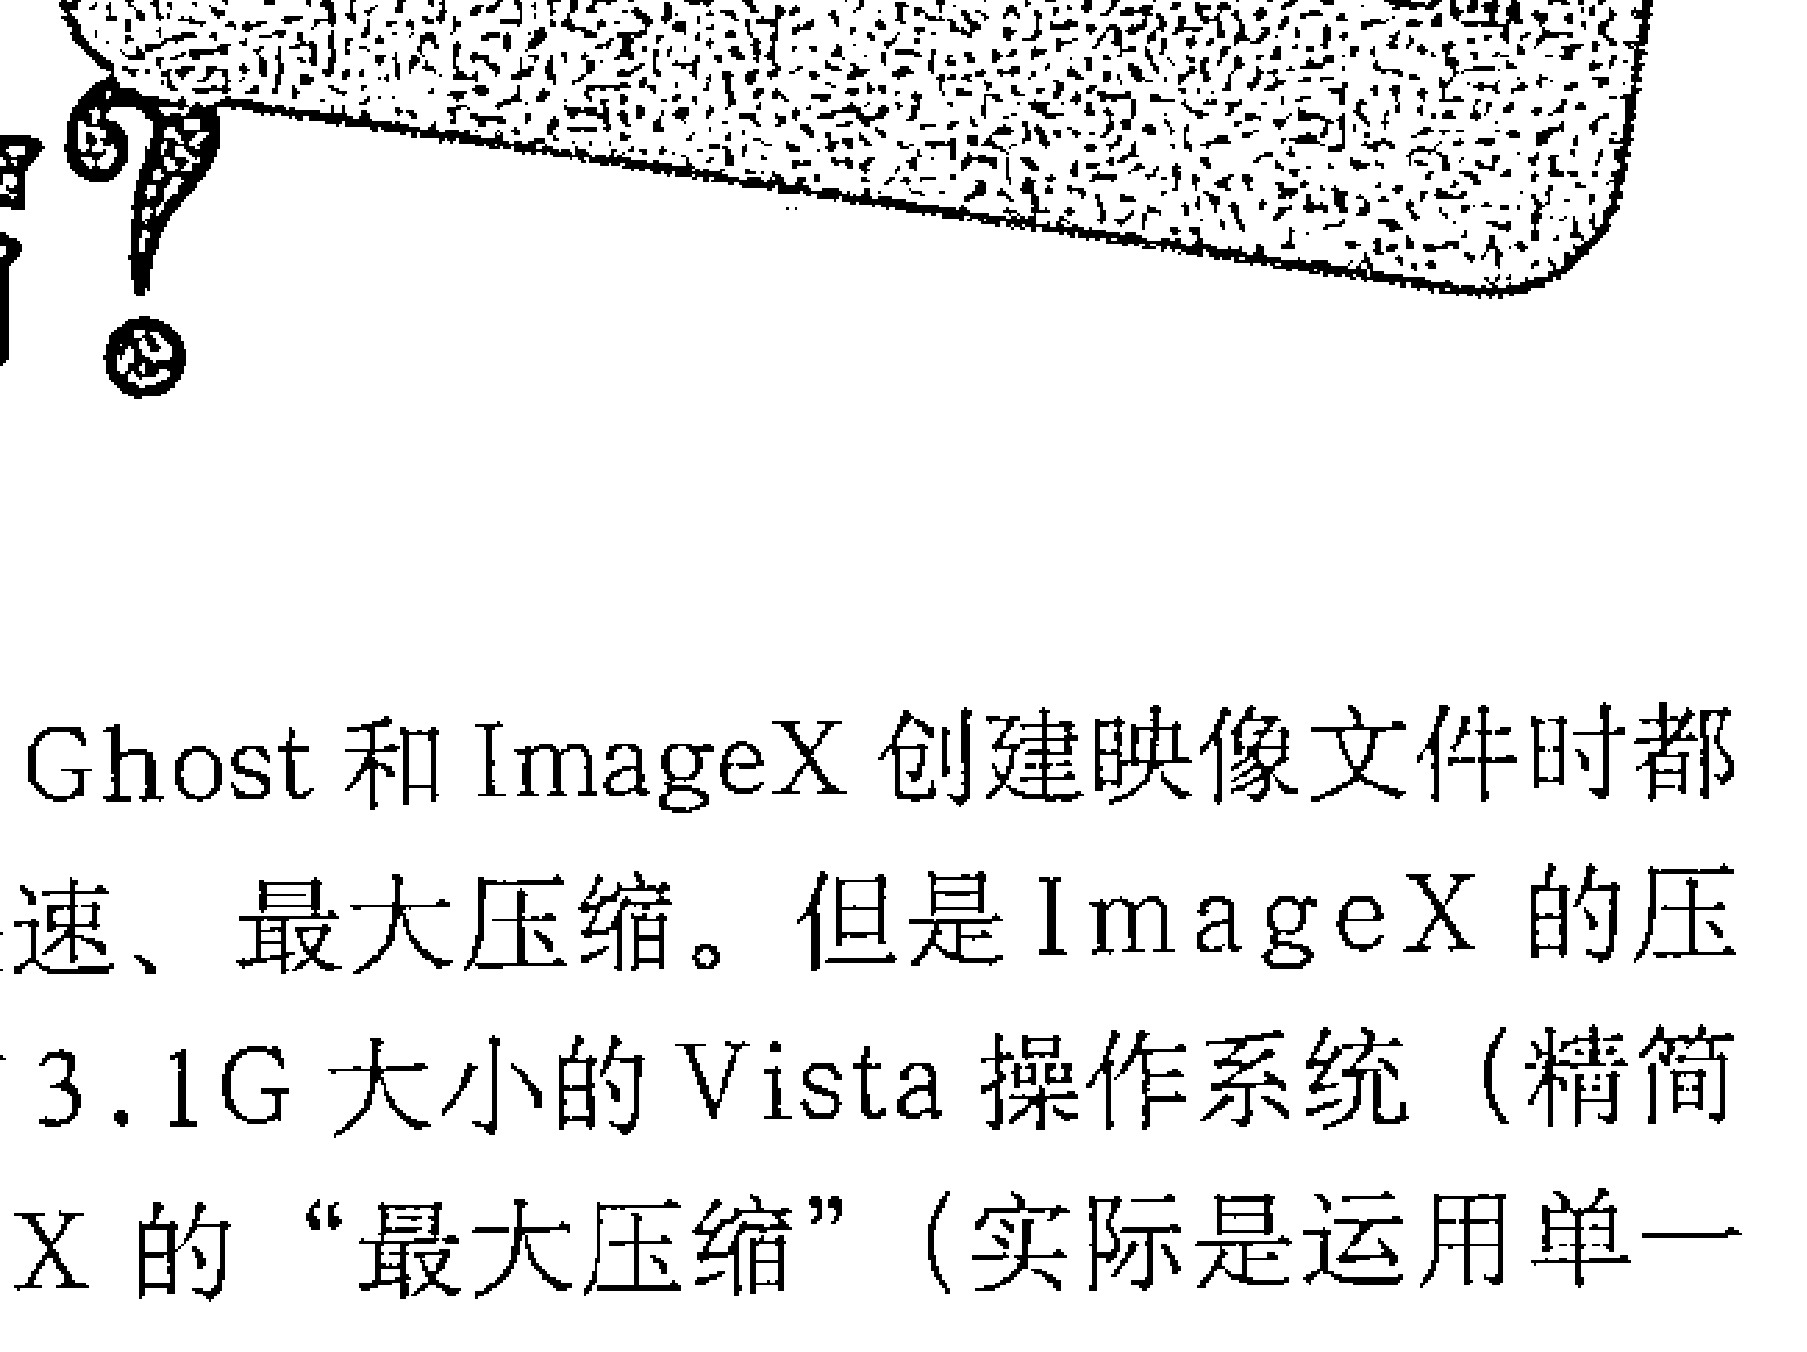 ?
Ghost 和 ImageX 创建映像文件时都
速、最大压缩。但是 ImageX 的压
3.1G 大小的 Vista 操作系统（精简
X 的“最大压缩”（实际是运用单一